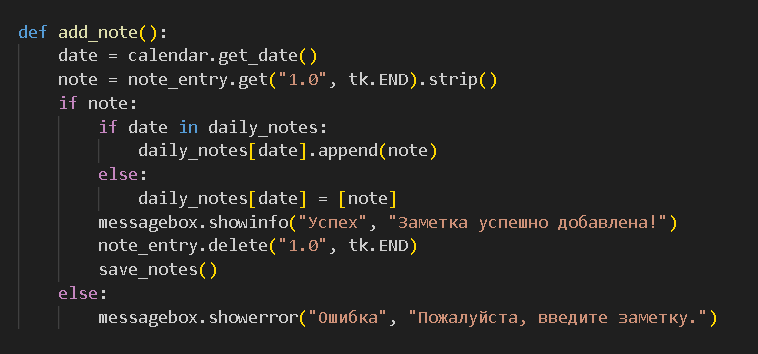 def add_note():
    date = calendar.get_date()
    note = note_entry.get("1.0", tk.END).strip()
    if note:
        if date in daily_notes:
            daily_notes[date].append(note)
        else:
            daily_notes[date] = [note]
        messagebox.showinfo("Успех", "Заметка успешно добавлена!")
        note_entry.delete("1.0", tk.END)
        save_notes()
    else:
        messagebox.showerror("Ошибка", "Пожалуйста, введите заметку.")